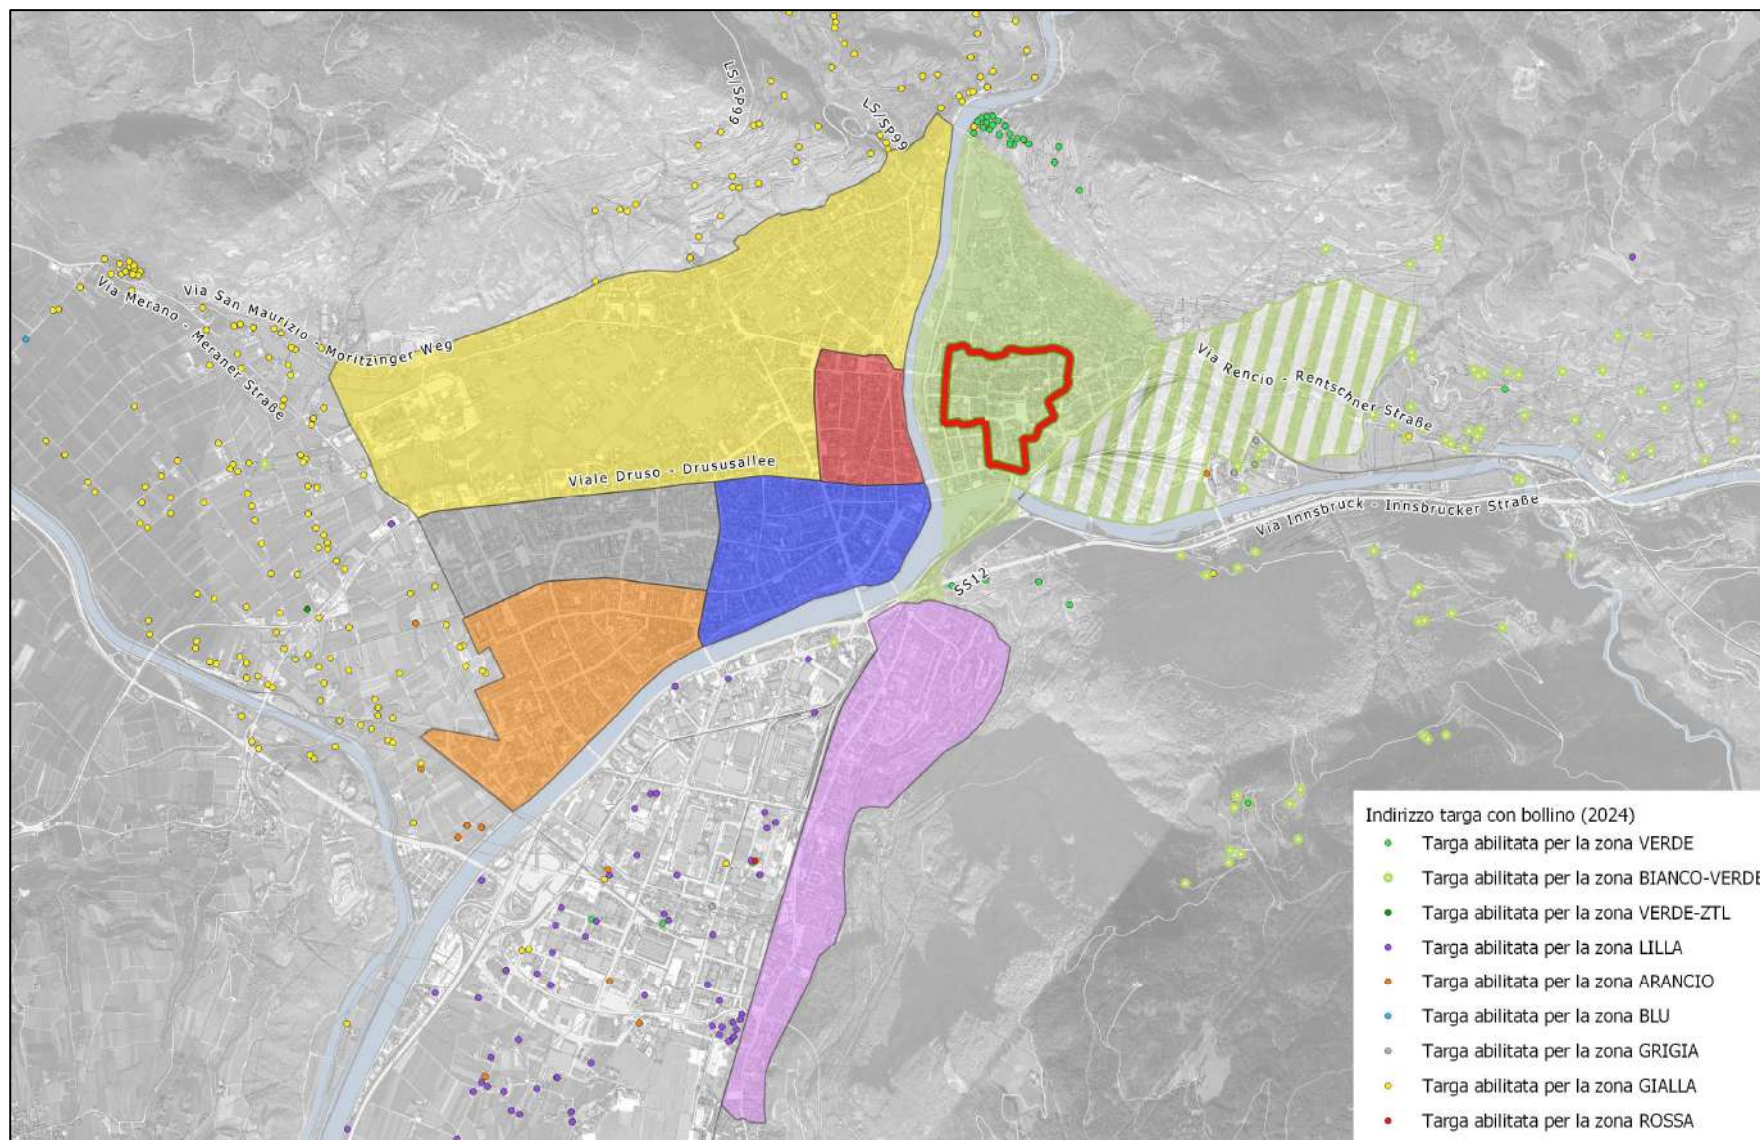 LS/SP99
LS/SP99
Via San Maurizio - Moritzinger Weg
Via Merano - Meraner Straße
Via Rencio - Rentschner Straße
Viale Druso - Drususallee
Via Innsbruck - Innsbrucker Straße
SS12
Indirizzo targa con bollino (2024)
Targa abilitata per la zona VERDE
Targa abilitata per la zona BIANCO-VERDE
Targa abilitata per la zona VERDE-ZTL
Targa abilitata per la zona LILLA
Targa abilitata per la zona ARANCIO
Targa abilitata per la zona BLU
Targa abilitata per la zona GRIGIA
Targa abilitata per la zona GIALLA
Targa abilitata per la zona ROSSA